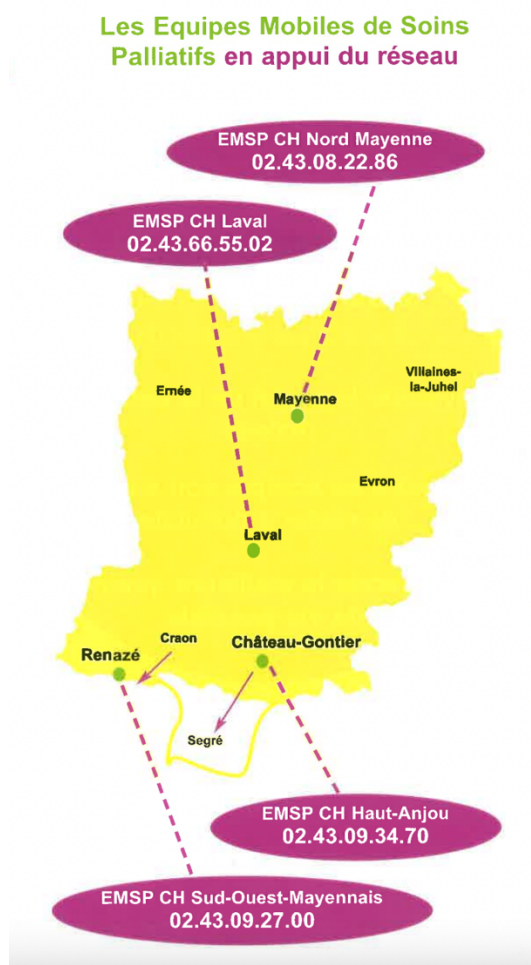 Les Equipes Mobiles de Soins
Palliatifs en appui du réseau
EMSP CH Nord Mayenne
02.43.08.22.86
EMSP CH Laval
02.43.66.55.02
Villaines-
la-Juhel
Ernée
Mayenne
Evron
Laval
Craon
Château-Gontier
Renazé
Segré
EMSP CH Haut-Anjou
02.43.09.34.70
EMSP CH Sud-Ouest-Mayennais
02.43.09.27.00